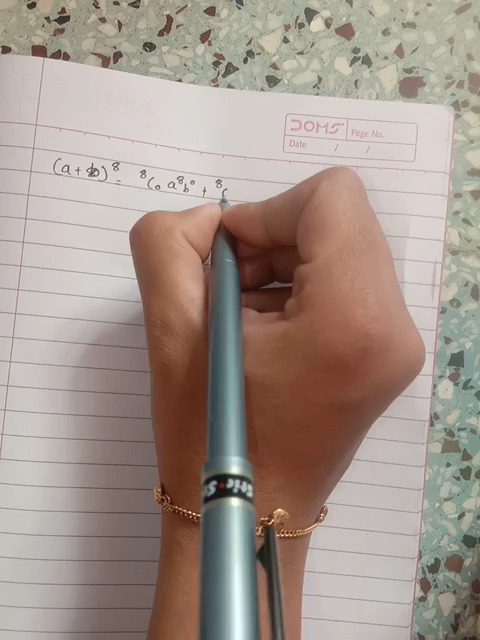 DOMS Page No.
Date / /
(a+b)⁸ = ⁸C₀ a⁸b⁰ + ⁸C